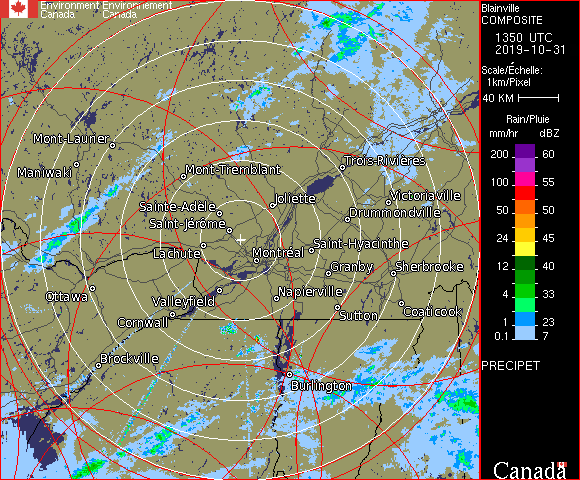 Environment Environnement
Canada Canada
Blainville
COMPOSITE
1350 UTC
2019-10-31
Scale/Échelle:
1km/Pixel
40 KM
Rain/Pluie
mm/hr dBZ
200 60
100 55
50 50
24 45
12 40
4 33
1 23
0.1 7
PRECIPET
Canada
Mont-Laurier
Maniwaki
Mont-Tremblant
Trois-Rivières
Sainte-Adèle
Joliette
Victoriaville
Drummondville
Saint-Jérôme
Lachute
Montréal
Saint-Hyacinthe
Granby
Sherbrooke
Ottawa
Valleyfield
Napierville
Cornwall
Sutton
Coaticook
Brockville
Burlington